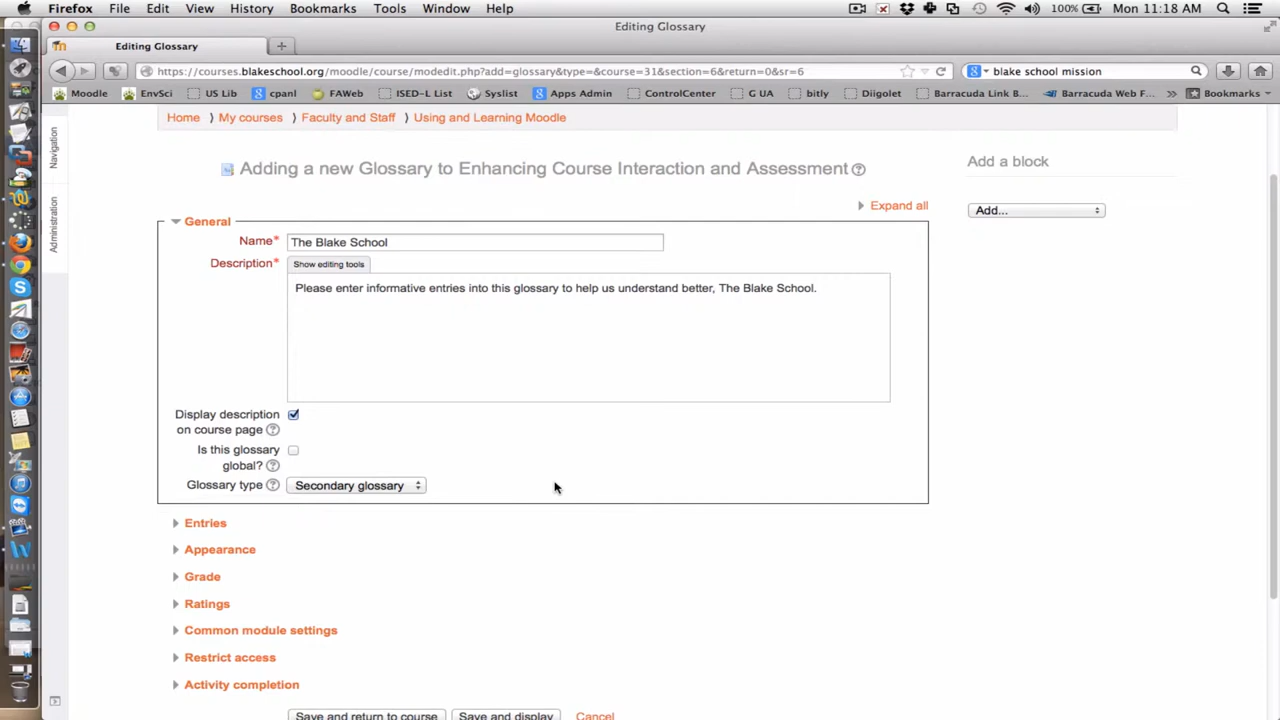 Firefox File Edit View History Bookmarks Tools Window Help 100% Mon 11:18 AM
Editing Glossary
Editing Glossary
https://courses.blakeschool.org/moodle/course/modedit.php?add=glossary&type=&course=31&section=6&return=0&sr=6 blake school mission
Moodle EnvSci US Lib cpanl FAWeb ISED-L List Syslist Apps Admin ControlCenter G UA bitly Diigolet Barracuda Link B... Barracuda Web F... Bookmarks
Home My courses Faculty and Staff Using and Learning Moodle
Navigation
Administration
Adding a new Glossary to Enhancing Course Interaction and Assessment
Add a block
Expand all
Add...
General
Name* The Blake School
Description* Show editing tools
Please enter informative entries into this glossary to help us understand better, The Blake School.
Display description
on course page
Is this glossary
global?
Glossary type Secondary glossary
Entries
Appearance
Grade
Ratings
Common module settings
Restrict access
Activity completion
Save and return to course Save and display Cancel